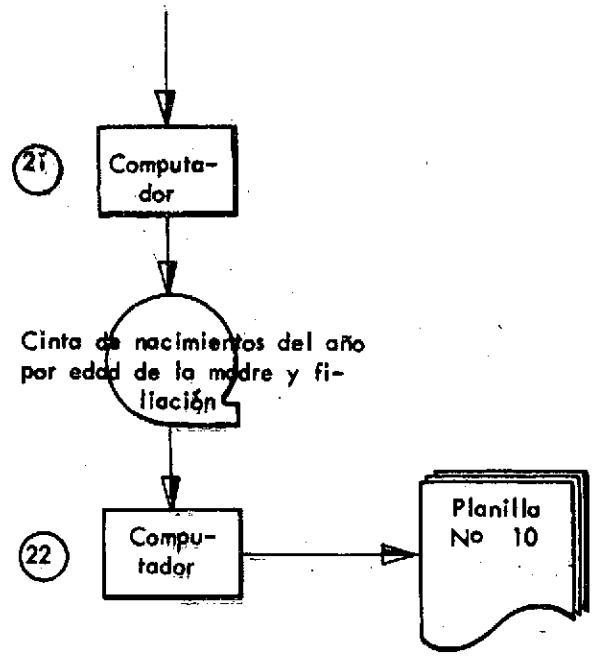 21
Computa-
dor
Cinta de nacimientos del año
por edad de la madre y fi-
liación
22
Compu-
tador
Planilla
Nº 10